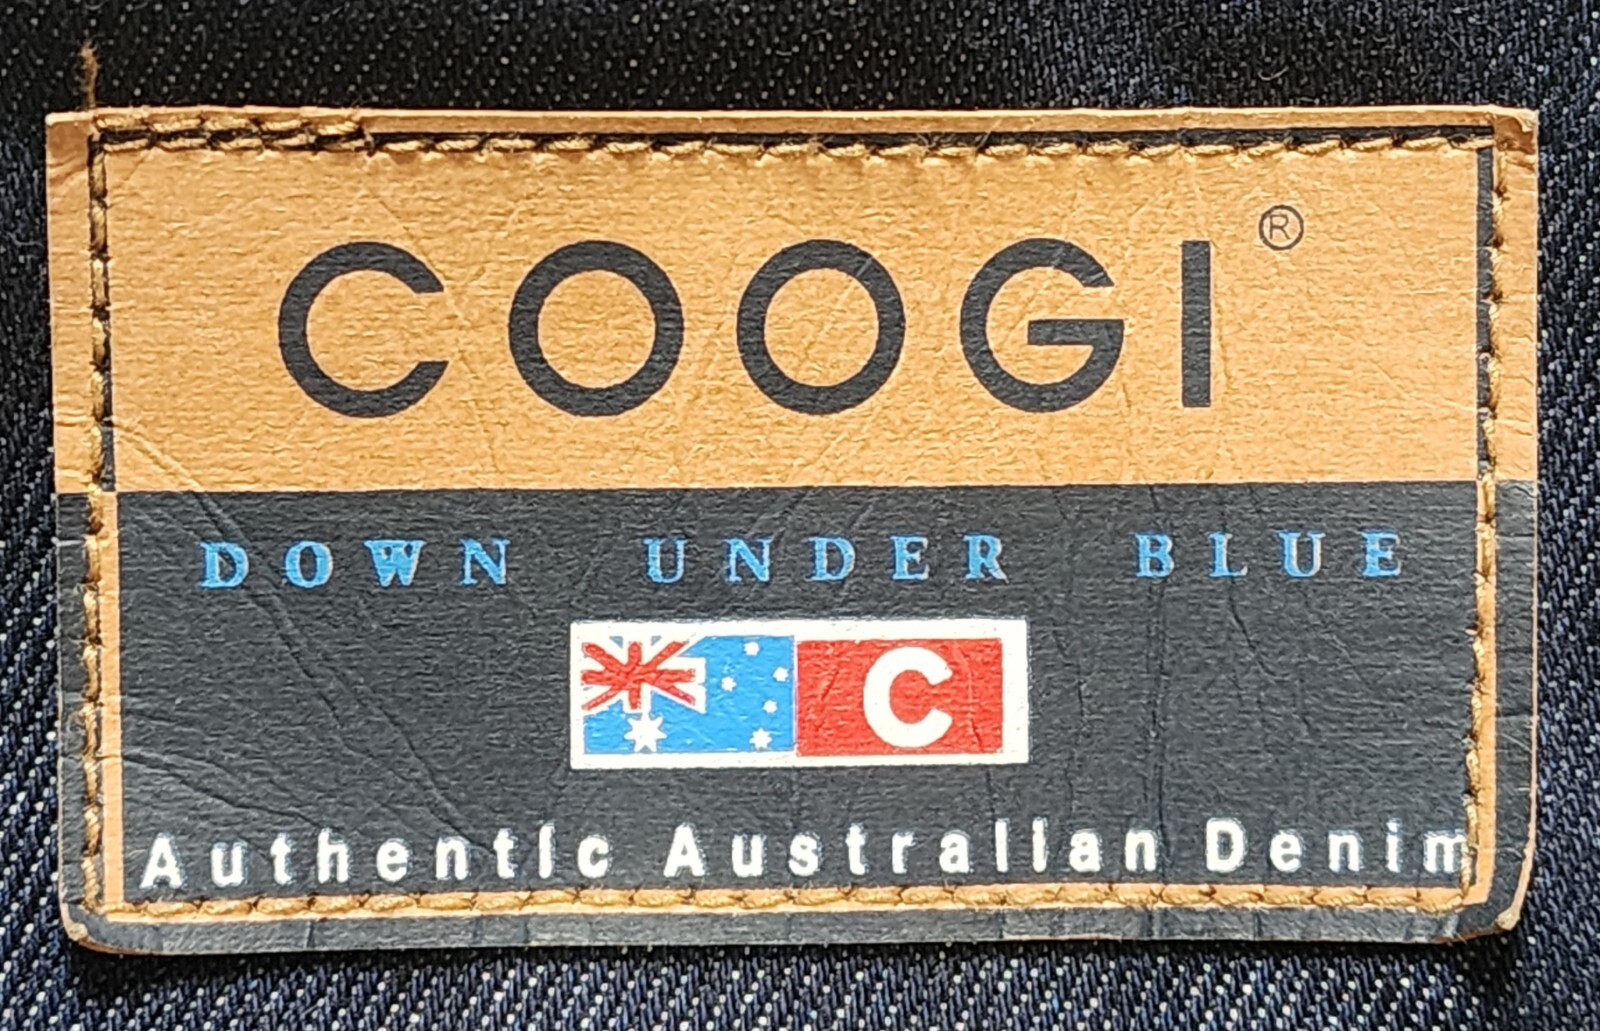 COOGI®
DOWN UNDER BLUE
C
Authentic Australian Denim